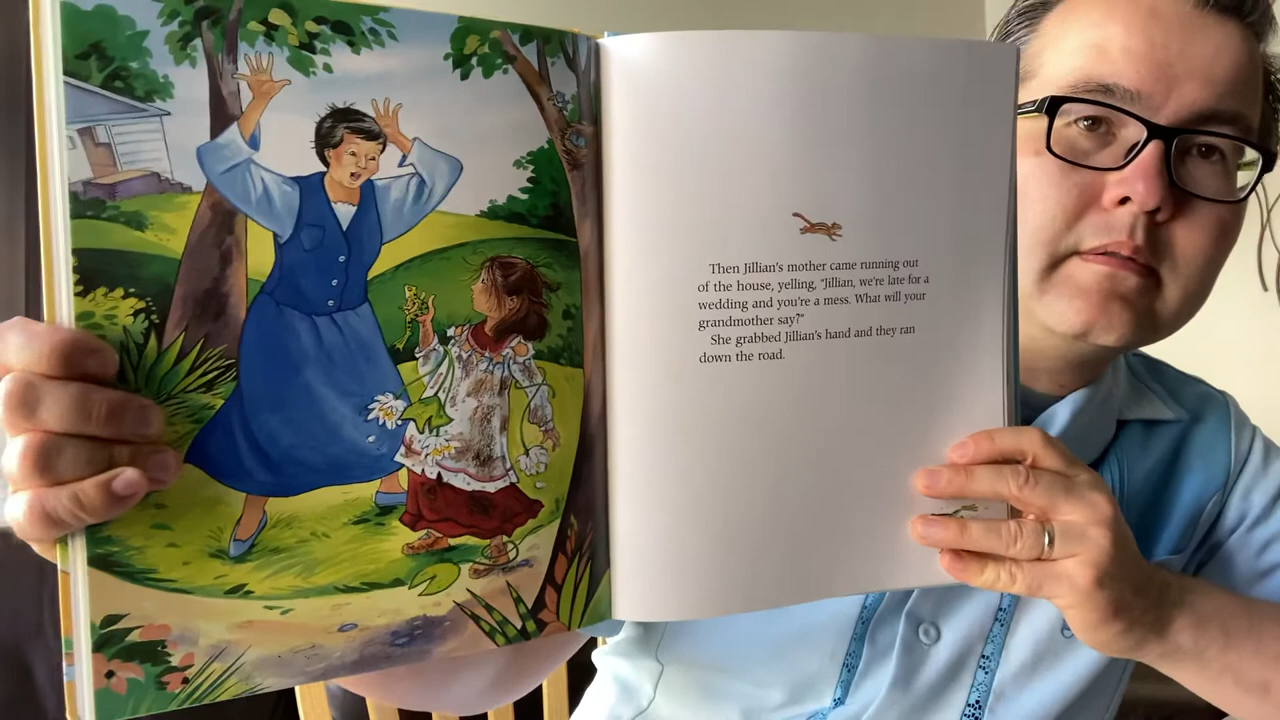 Then Jillian's mother came running out
of the house, yelling, "Jillian, we're late for a
wedding and you're a mess. What will your
grandmother say?"
She grabbed Jillian's hand and they ran
down the road.